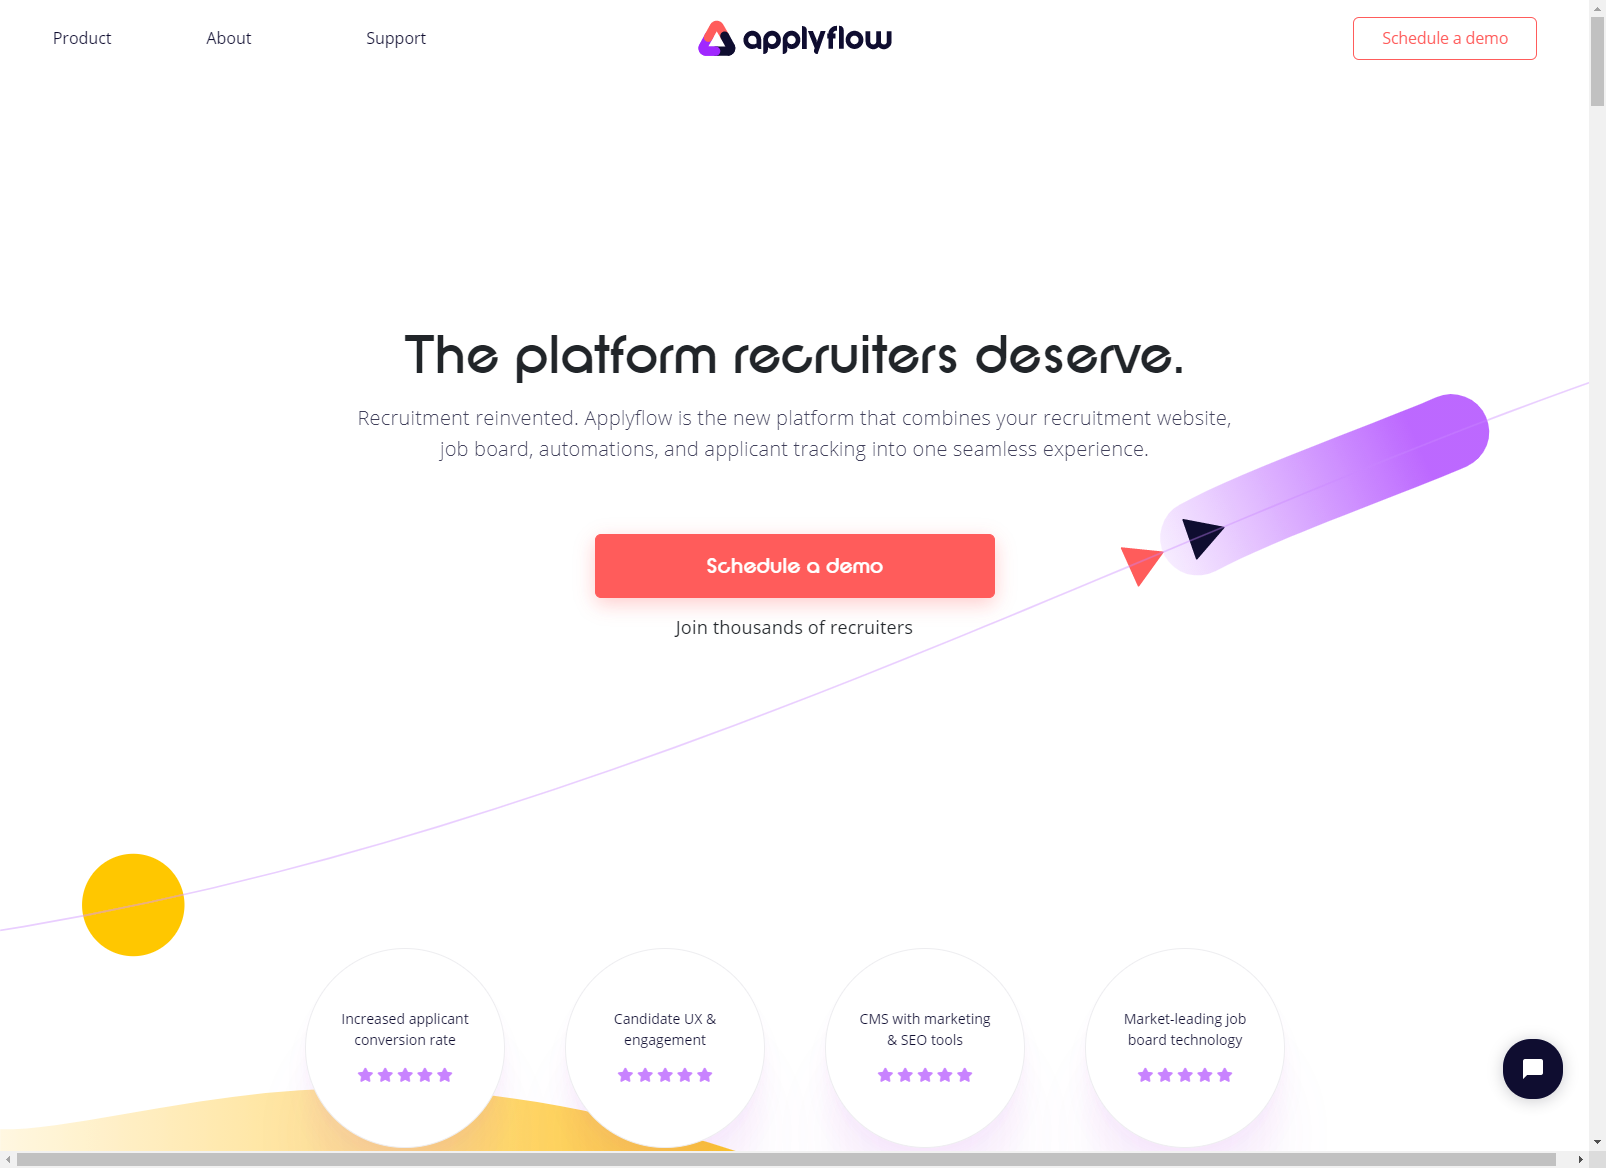 Product
About
Support
applyflow
Schedule a demo
The platform recruiters deserve.
Recruitment reinvented. Applyflow is the new platform that combines your recruitment website,
job board, automations, and applicant tracking into one seamless experience.
Schedule a demo
Join thousands of recruiters
Increased applicant
conversion rate
Candidate UX &
engagement
CMS with marketing
& SEO tools
Market-leading job
board technology